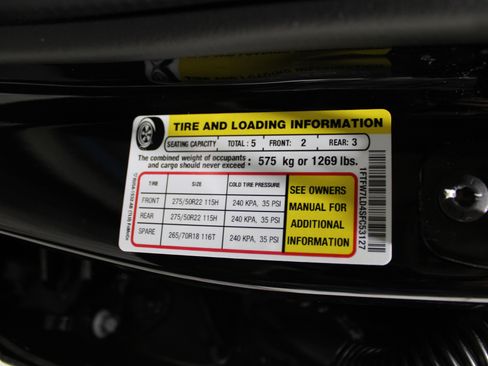 TIRE AND LOADING INFORMATION
SEATING CAPACITY TOTAL : 5 FRONT: 2 REAR: 3
The combined weight of occupants
and cargo should never exceed : 575 kg or 1269 lbs.
TIRE SIZE COLD TIRE PRESSURE
FRONT 275/50R22 115H 240 KPA, 35 PSI
REAR 275/50R22 115H 240 KPA, 35 PSI
SPARE 265/70R18 116T 240 KPA, 35 PSI
SEE OWNERS
MANUAL FOR
ADDITIONAL
INFORMATION